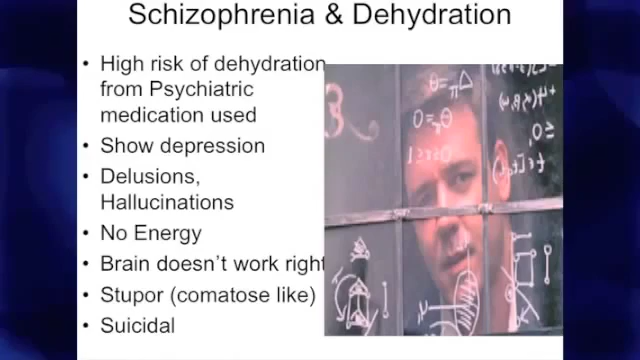 Schizophrenia & Dehydration
• High risk of dehydration
from Psychiatric
medication used
• Show depression
• Delusions,
Hallucinations
• No Energy
• Brain doesn't work right
• Stupor (comatose like)
• Suicidal